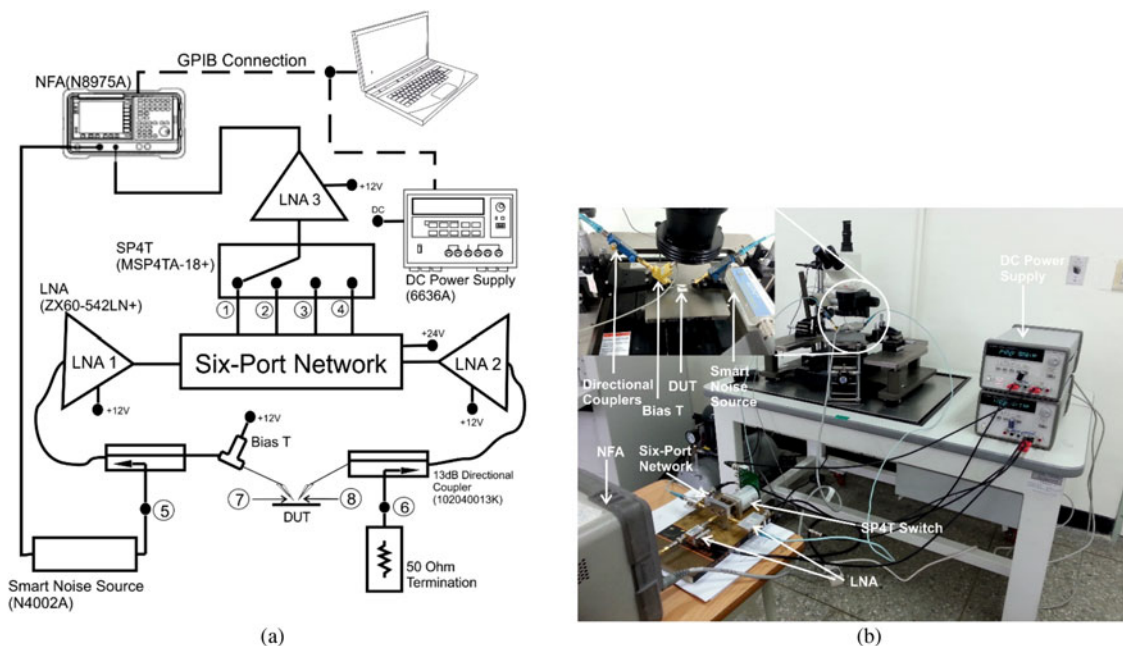 GPIB Connection
NFA(N8975A)
LNA 3
+12V
DC
SP4T
(MSP4TA-18+)
DC Power Supply
(6636A)
① ② ③ ④
LNA
(ZX60-542LN+)
+24V
LNA 1
Six-Port Network
LNA 2
+12V
+12V
+12V
Bias T
13dB Directional
Coupler
(102040013K)
⑤
⑦
⑧
⑥
DUT
Smart Noise Source
(N4002A)
50 Ohm
Termination
(a)
DC Power
Supply
Directional
Couplers
Bias T
DUT
Smart
Noise
Source
NFA
Six-Port
Network
SP4T Switch
LNA
(b)